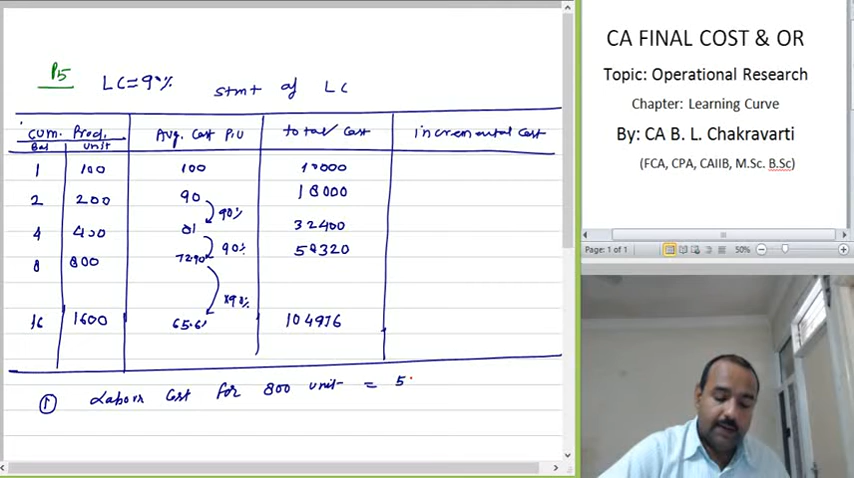 P5 LC=90% Stmt of LC
Cum. Prod. Avg. Cost P.U total Cost incremental Cost
Bat unit
1 100 100 10000
2 200 90 18000
90%
4 400 81 32400
90%
8 800 7290 58320
x90%
16 1600 65.61 104976
① Labour Cost for 800 unit = 5
CA FINAL COST & OR
Topic: Operational Research
Chapter: Learning Curve
By: CA B. L. Chakravarti
(FCA, CPA, CAIIB, M.Sc. B.Sc)
Page: 1 of 1 50%